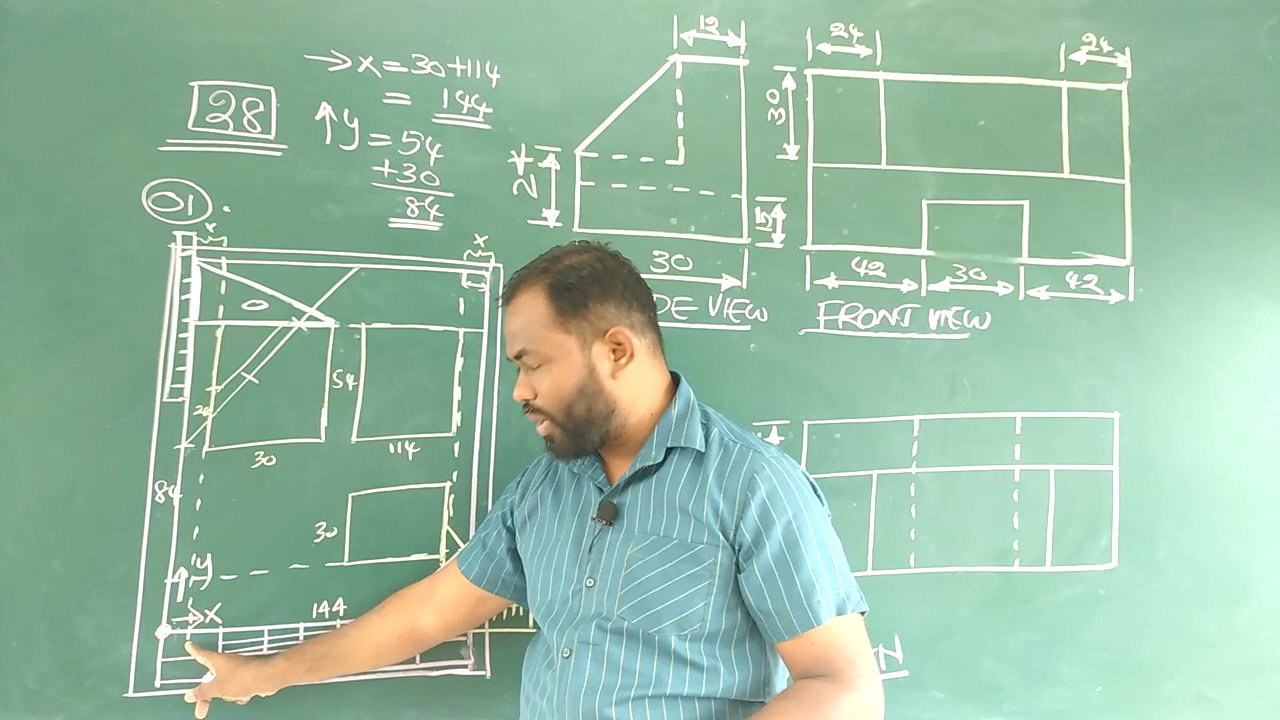 28
→x = 30+114
= 144
↑y = 54
+30
84
01.
x
x
54
30
114
30
84
y
→x
144
12
24
15
30
DE VIEW
24
24
30
42
30
42
FRONT VIEW
N